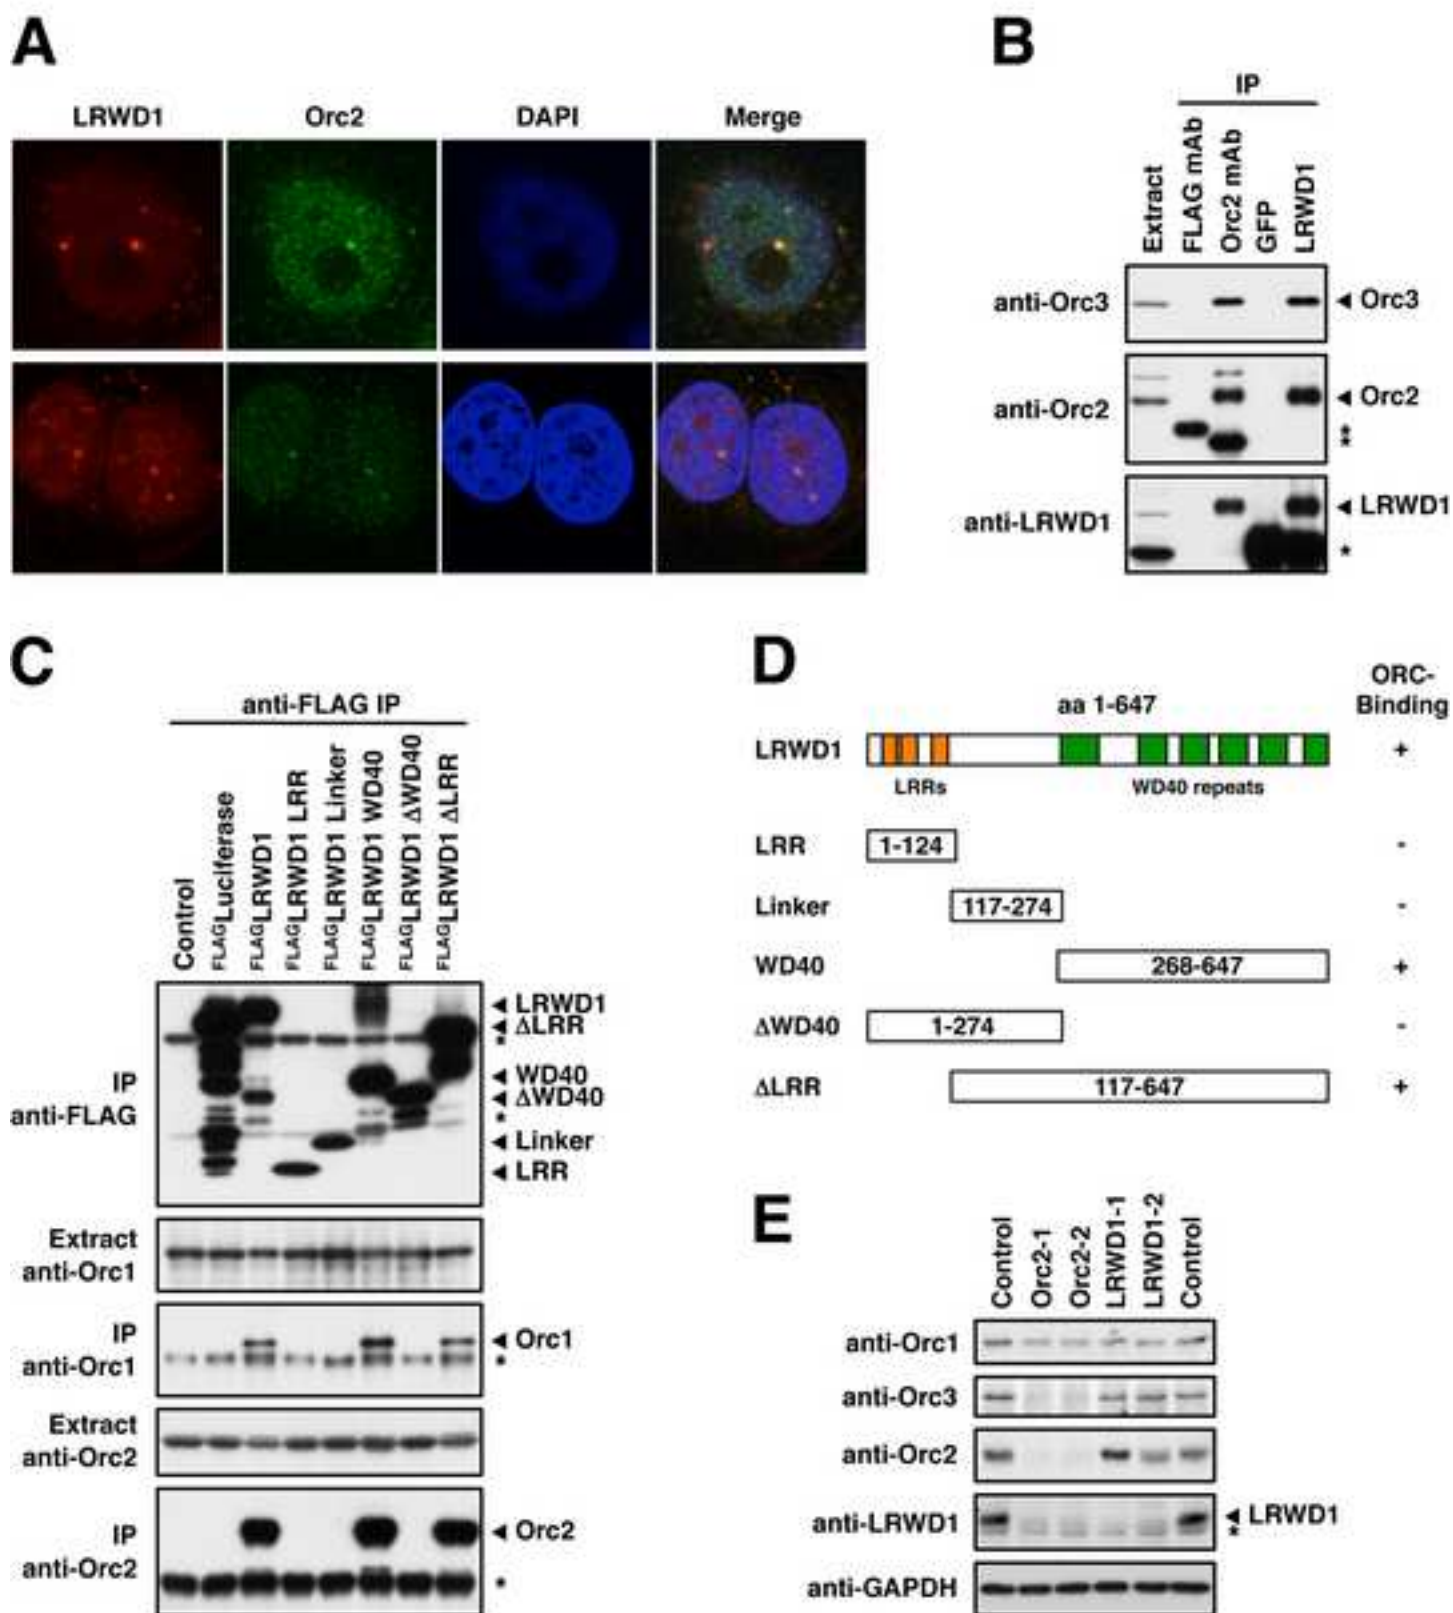 A
LRWD1 Orc2 DAPI Merge
B
IP
Extract
FLAG mAb
Orc2 mAb
GFP
LRWD1
anti-Orc3 ◄ Orc3
anti-Orc2 ◄ Orc2
*
*
anti-LRWD1 ◄ LRWD1
*
C
anti-FLAG IP
Control
FLAGLuciferase
FLAGLRWD1
FLAGLRWD1 LRR
FLAGLRWD1 Linker
FLAGLRWD1 WD40
FLAGLRWD1 ΔWD40
FLAGLRWD1 ΔLRR
IP
anti-FLAG
◄ LRWD1
◄ ΔLRR
*
◄ WD40
◄ ΔWD40
*
◄ Linker
◄ LRR
Extract
anti-Orc1
IP
anti-Orc1
◄ Orc1
*
Extract
anti-Orc2
IP
anti-Orc2
◄ Orc2
*
D
ORC-
Binding
aa 1-647
LRWD1 +
LRRs WD40 repeats
LRR 1-124 -
Linker 117-274 -
WD40 268-647 +
ΔWD40 1-274 -
ΔLRR 117-647 +
E
Control
Orc2-1
Orc2-2
LRWD1-1
LRWD1-2
Control
anti-Orc1
anti-Orc3
anti-Orc2
anti-LRWD1 ◄ LRWD1
*
anti-GAPDH